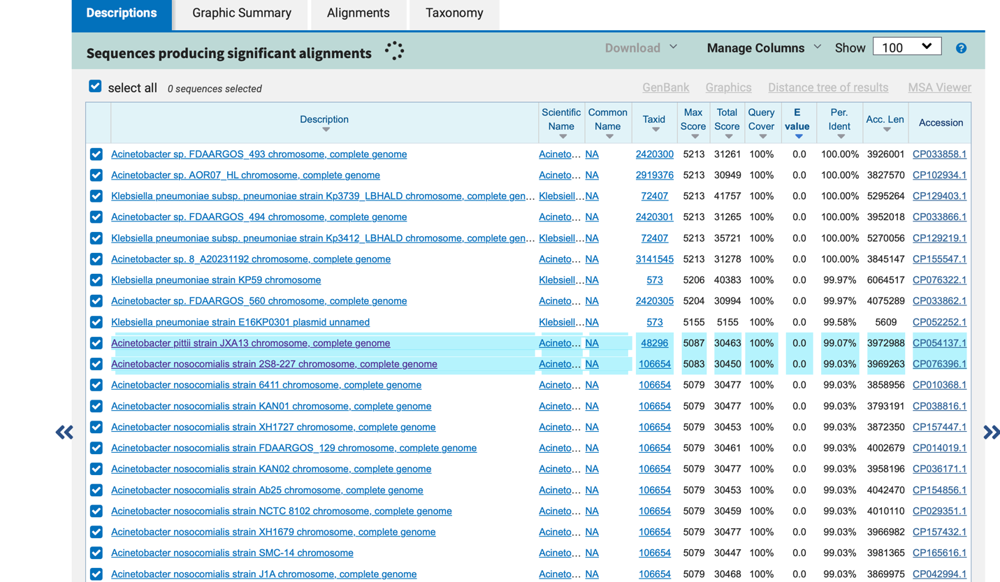 Descriptions Graphic Summary Alignments Taxonomy
Sequences producing significant alignments Download Manage Columns Show 100 ?
select all 0 sequences selected GenBank Graphics Distance tree of results MSA Viewer
Description Scientific Name Common Name Taxid Max Score Total Score Query Cover E value Per. Ident Acc. Len Accession
Acinetobacter sp. FDAARGOS_493 chromosome, complete genome Acineto... NA 2420300 5213 31261 100% 0.0 100.00% 3926001 CP033858.1
Acinetobacter sp. AOR07_HL chromosome, complete genome Acineto... NA 2919376 5213 30949 100% 0.0 100.00% 3827570 CP102934.1
Klebsiella pneumoniae subsp. pneumoniae strain Kp3739_LBHALD chromosome, complete gen... Klebsiell... NA 72407 5213 41757 100% 0.0 100.00% 5295264 CP129403.1
Acinetobacter sp. FDAARGOS_494 chromosome, complete genome Acineto... NA 2420301 5213 31265 100% 0.0 100.00% 3952018 CP033866.1
Klebsiella pneumoniae subsp. pneumoniae strain Kp3412_LBHALD chromosome, complete gen... Klebsiell... NA 72407 5213 35721 100% 0.0 100.00% 5270056 CP129219.1
Acinetobacter sp. 8_A20231192 chromosome, complete genome Acineto... NA 3141545 5213 31278 100% 0.0 100.00% 3845147 CP155547.1
Klebsiella pneumoniae strain KP59 chromosome Klebsiell... NA 573 5206 40383 100% 0.0 99.97% 6064517 CP076322.1
Acinetobacter sp. FDAARGOS_560 chromosome, complete genome Acineto... NA 2420305 5204 30994 100% 0.0 99.97% 4075289 CP033862.1
Klebsiella pneumoniae strain E16KP0301 plasmid unnamed Klebsiell... NA 573 5155 5155 100% 0.0 99.58% 5609 CP052252.1
Acinetobacter pittii strain JXA13 chromosome, complete genome Acineto... NA 48296 5087 30463 100% 0.0 99.07% 3972988 CP054137.1
Acinetobacter nosocomialis strain 2S8-227 chromosome, complete genome Acineto... NA 106654 5083 30450 100% 0.0 99.03% 3969263 CP076396.1
Acinetobacter nosocomialis strain 6411 chromosome, complete genome Acineto... NA 106654 5079 30477 100% 0.0 99.03% 3858956 CP010368.1
Acinetobacter nosocomialis strain KAN01 chromosome, complete genome Acineto... NA 106654 5079 30477 100% 0.0 99.03% 3793191 CP038816.1
Acinetobacter nosocomialis strain XH1727 chromosome, complete genome Acineto... NA 106654 5079 30453 100% 0.0 99.03% 3872350 CP157447.1
Acinetobacter nosocomialis strain FDAARGOS_129 chromosome, complete genome Acineto... NA 106654 5079 30461 100% 0.0 99.03% 4002679 CP014019.1
Acinetobacter nosocomialis strain KAN02 chromosome, complete genome Acineto... NA 106654 5079 30477 100% 0.0 99.03% 3958196 CP036171.1
Acinetobacter nosocomialis strain Ab25 chromosome, complete genome Acineto... NA 106654 5079 30453 100% 0.0 99.03% 4042470 CP154856.1
Acinetobacter nosocomialis strain NCTC 8102 chromosome, complete genome Acineto... NA 106654 5079 30459 100% 0.0 99.03% 4010110 CP029351.1
Acinetobacter nosocomialis strain XH1679 chromosome, complete genome Acineto... NA 106654 5079 30477 100% 0.0 99.03% 3966982 CP157432.1
Acinetobacter nosocomialis strain SMC-14 chromosome Acineto... NA 106654 5079 30447 100% 0.0 99.03% 3981365 CP165616.1
Acinetobacter nosocomialis strain J1A chromosome, complete genome Acineto... NA 106654 5079 30468 100% 0.0 99.03% 3869975 CP042994.1